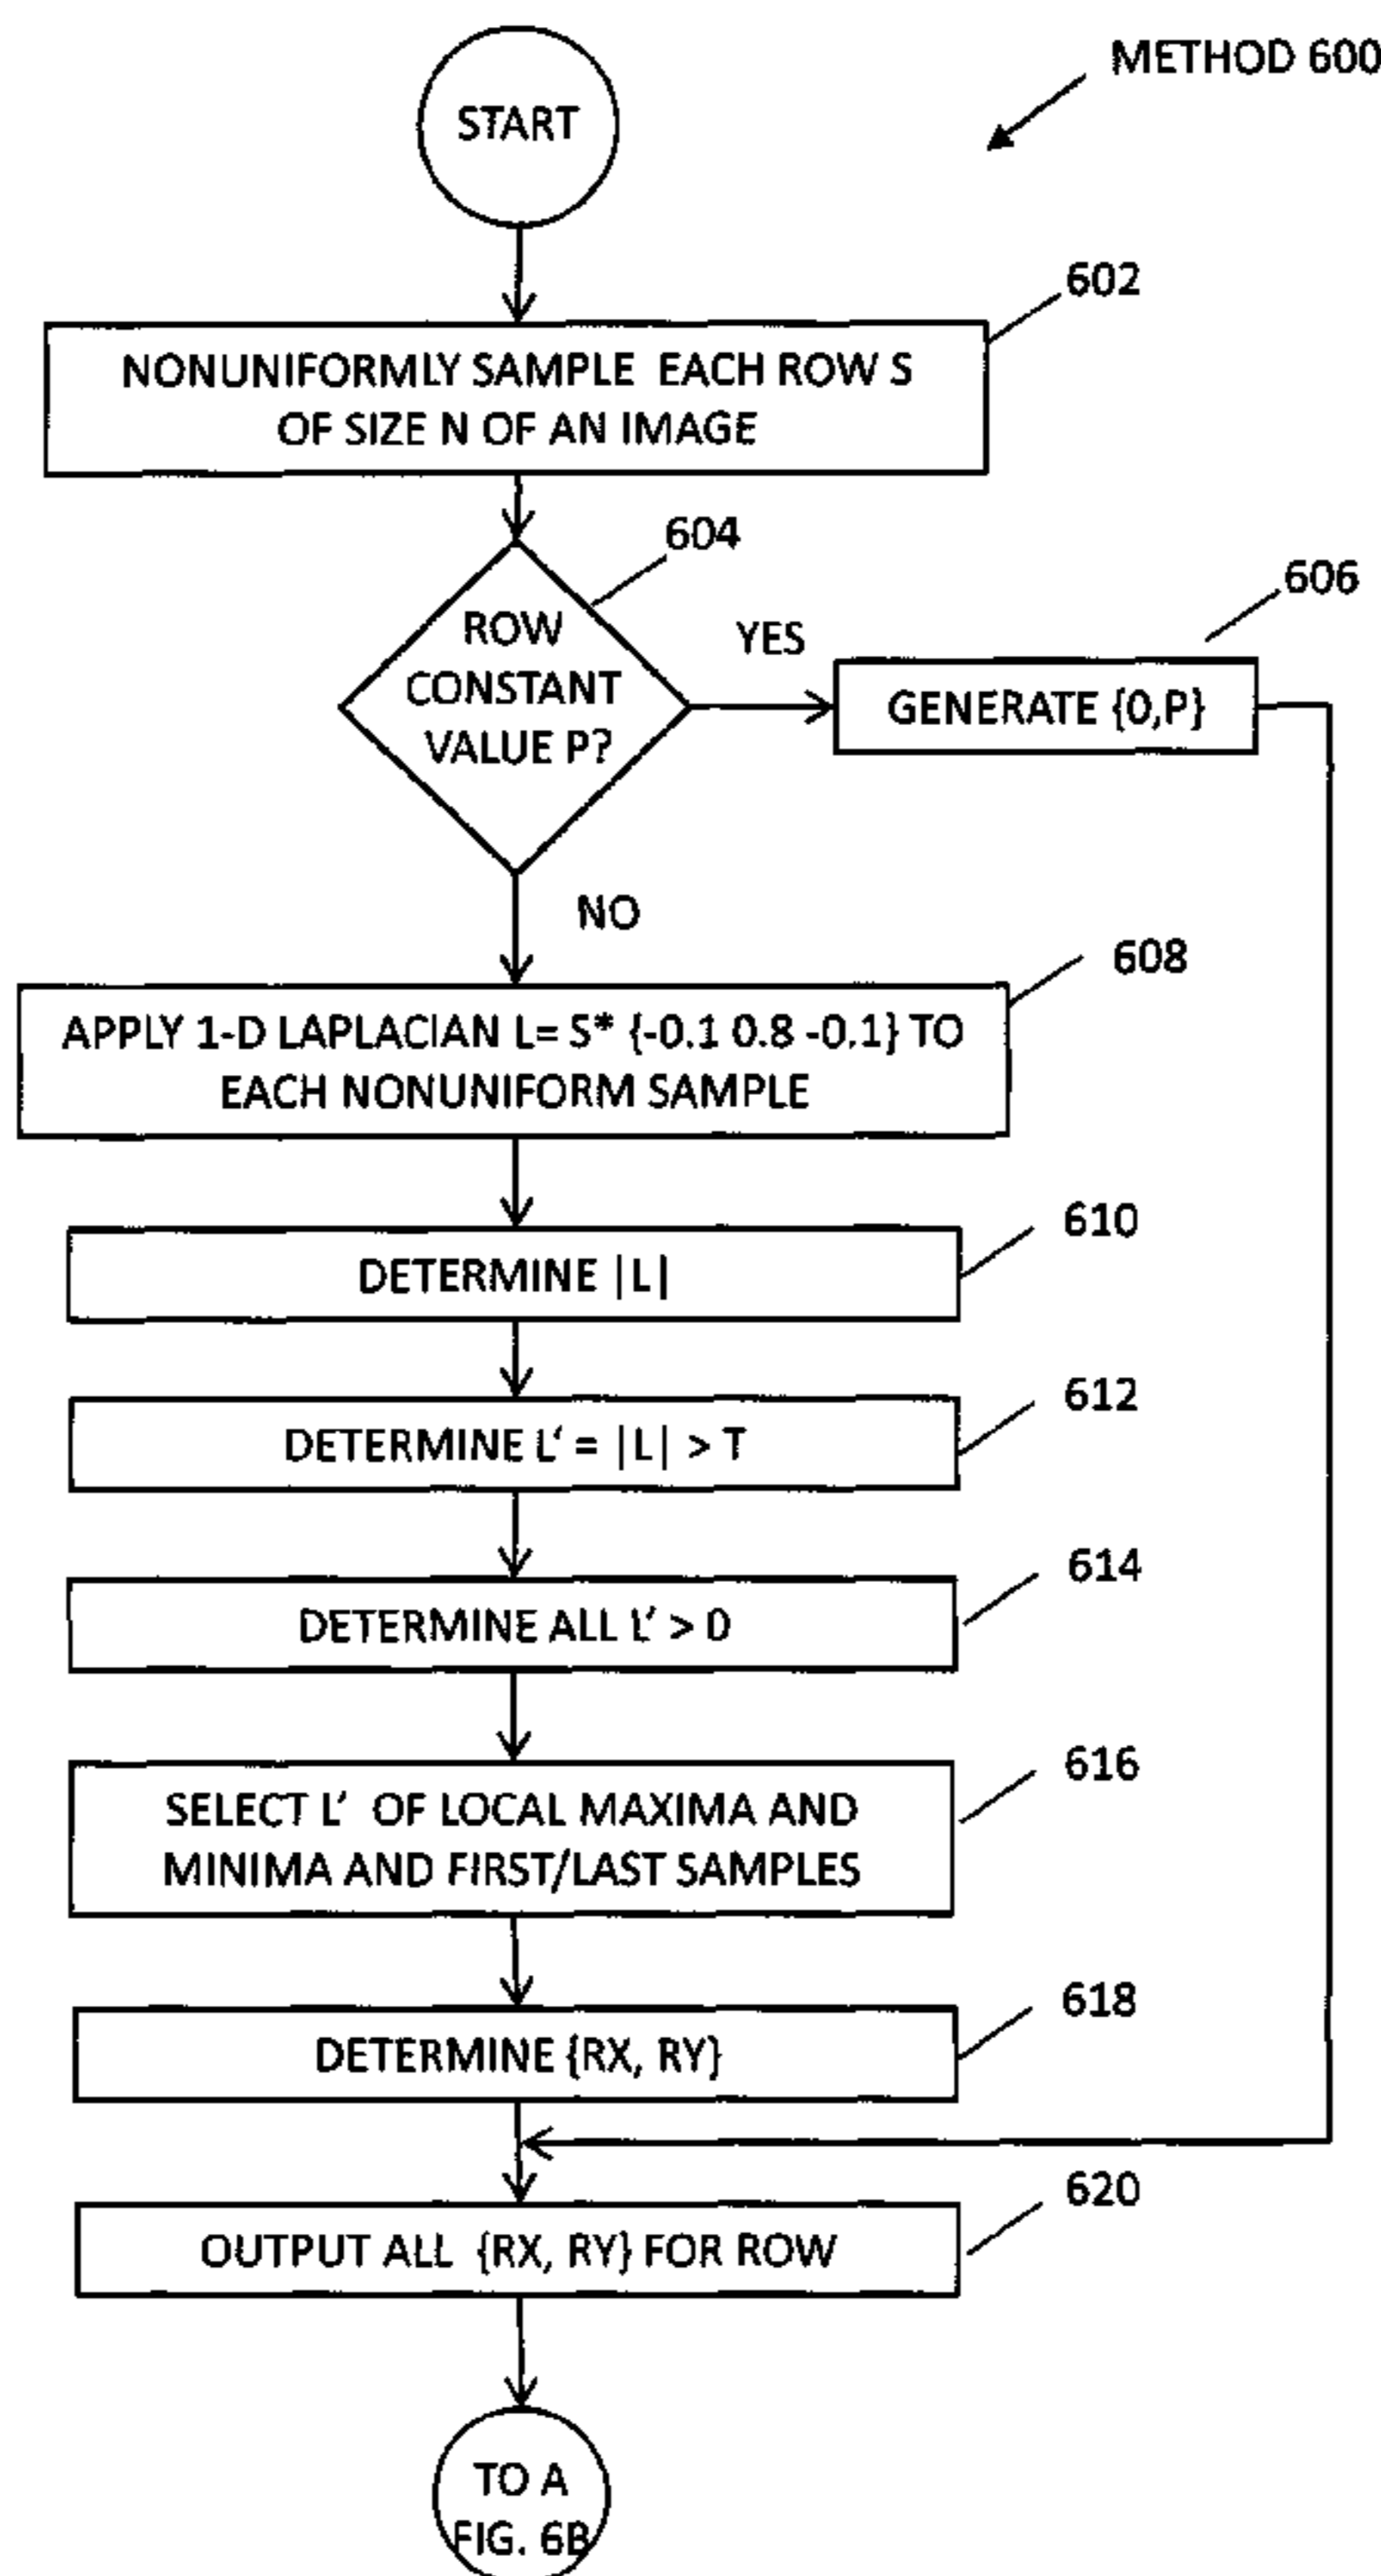 METHOD 600
START
602
NONUNIFORMLY SAMPLE EACH ROW S
OF SIZE N OF AN IMAGE
604
ROW
CONSTANT
VALUE P?
YES
606
GENERATE {0,P}
NO
608
APPLY 1-D LAPLACIAN L= S* {-0.1 0.8 -0.1} TO
EACH NONUNIFORM SAMPLE
610
DETERMINE |L|
612
DETERMINE L' = |L| > T
614
DETERMINE ALL L' > 0
616
SELECT L' OF LOCAL MAXIMA AND
MINIMA AND FIRST/LAST SAMPLES
618
DETERMINE {RX, RY}
620
OUTPUT ALL {RX, RY} FOR ROW
TO A
FIG. 6B